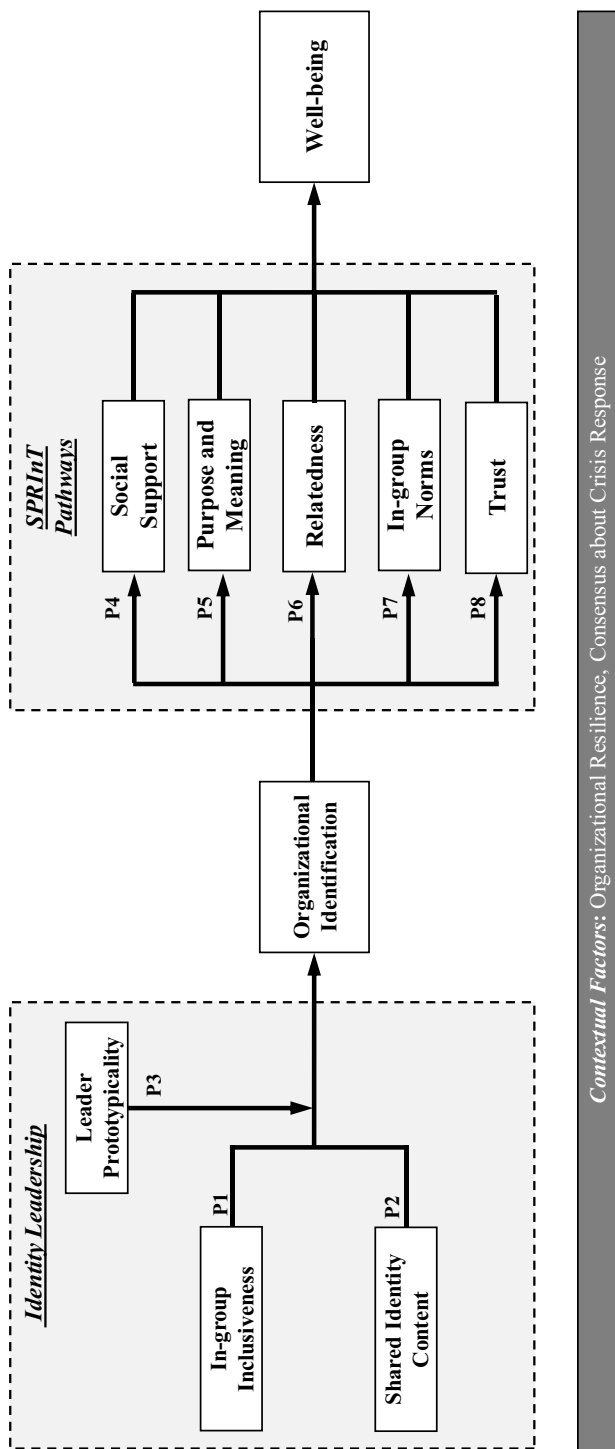 Identity Leadership
Leader
Prototypicality
P3
In-group
Inclusiveness
P1
Shared Identity
Content
P2
Organizational
Identification
SPRInT
Pathways
P4
Social
Support
P5
Purpose and
Meaning
P6
Relatedness
P7
In-group
Norms
P8
Trust
Well-being
Contextual Factors: Organizational Resilience, Consensus about Crisis Response